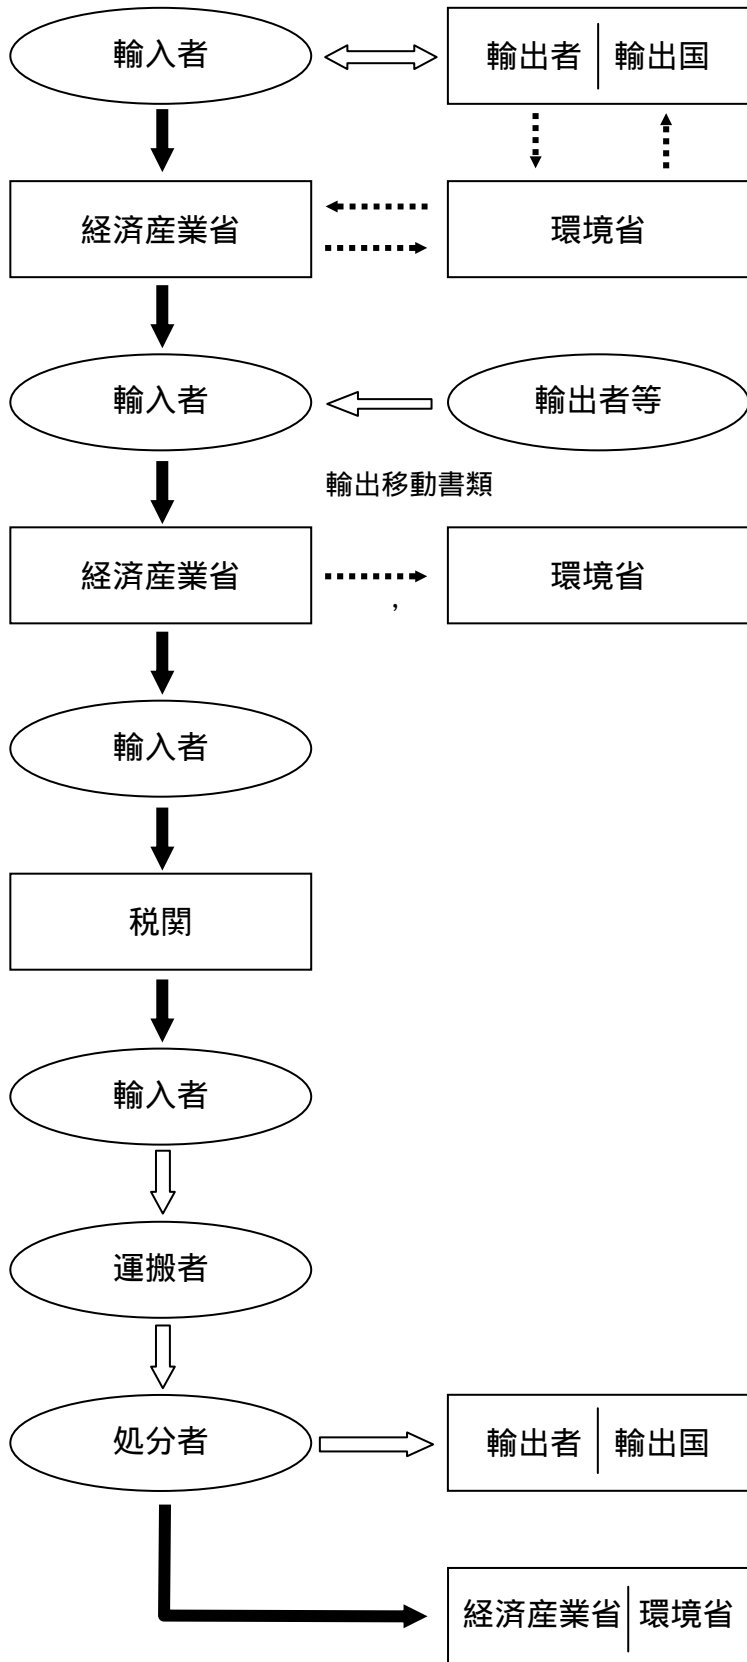 輸入者
輸出者 輸出国
経済産業省
環境省
輸入者
輸出者等
輸出移動書類
経済産業省
環境省
,
輸入者
税関
輸入者
運搬者
処分者
輸出者 輸出国
経済産業省 環境省